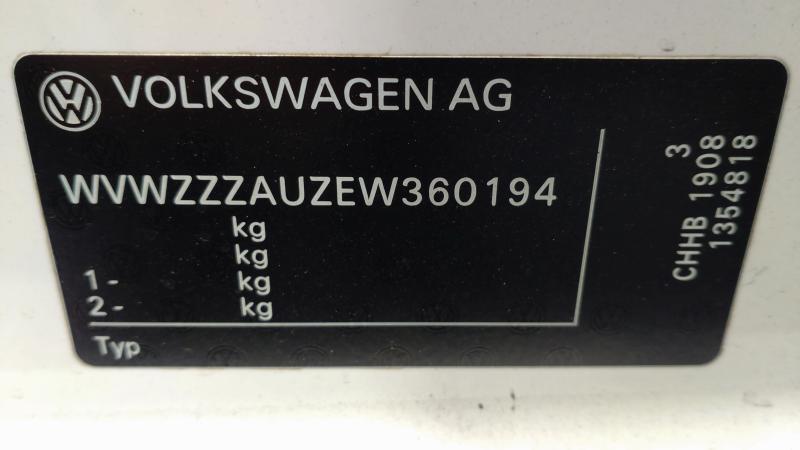 VOLKSWAGEN AG
WVWZZZAUZEW360194
kg
kg
1- kg
2- kg
Typ
3
CHHB 1908
1354818